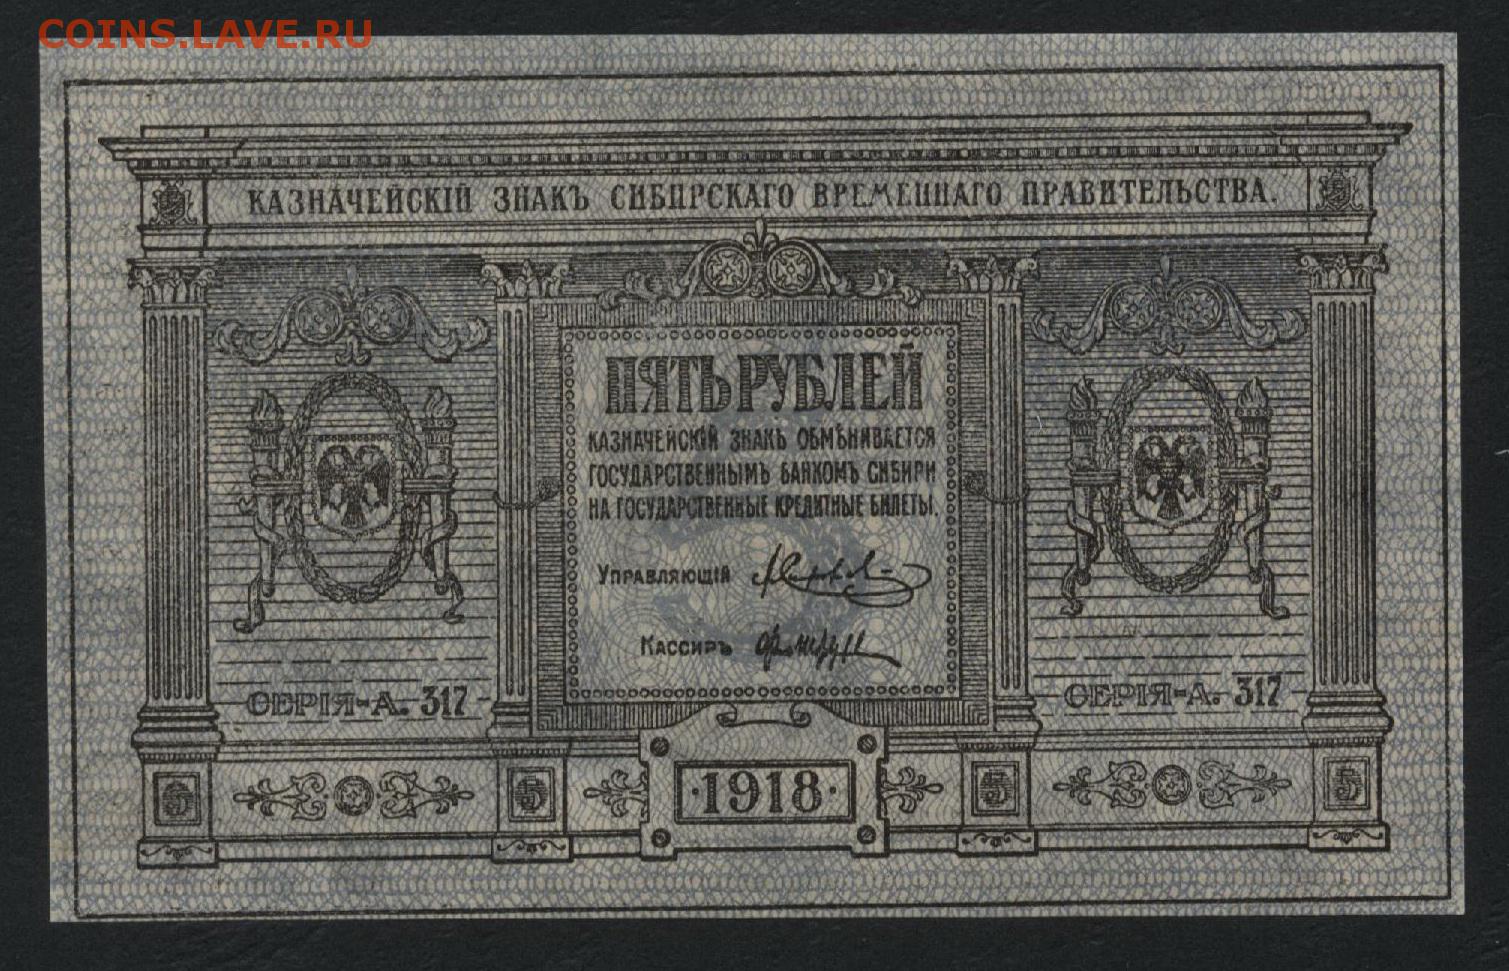 COINS.LAVE.RU
КАЗНАЧЕЙСКІЙ ЗНАКЪ СИБИРСКАГО ВРЕМЕННАГО ПРАВИТЕЛЬСТВА.
ПЯТЬ РУБЛЕЙ
КАЗНАЧЕЙСКІЙ ЗНАКЪ ОБМѢНИВАЕТСЯ
ГОСУДАРСТВЕННЫМЪ БАНКОМЪ СИБИРИ
НА ГОСУДАРСТВЕННЫЕ КРЕДИТНЫЕ БИЛЕТЫ.
5
УПРАВЛЯЮЩІЙ
КАССИРЪ
СЕРІЯ-А. 317
СЕРІЯ-А. 317
5 5 ·1918· 5 5